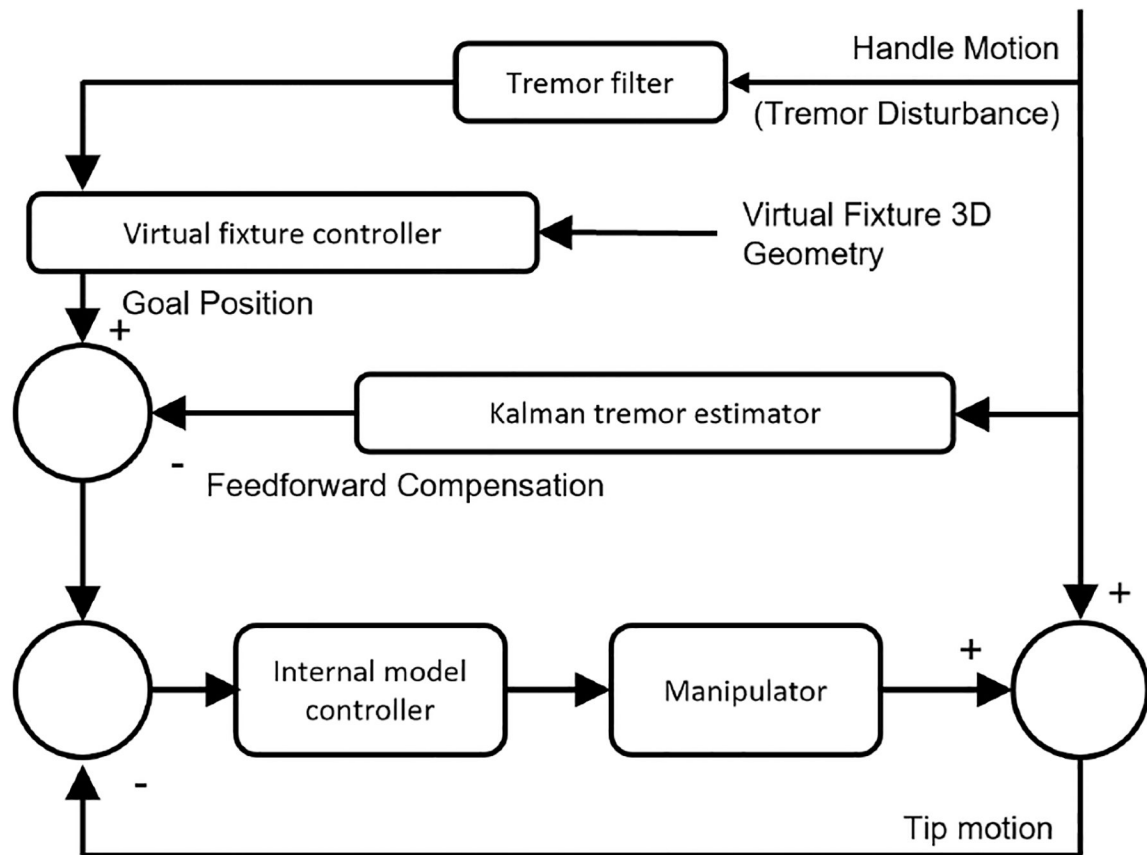 Handle Motion
Tremor filter
(Tremor Disturbance)
Virtual fixture controller
Virtual Fixture 3D
Geometry
Goal Position
+
Kalman tremor estimator
-
Feedforward Compensation
+
Internal model
controller
Manipulator
+
-
Tip motion